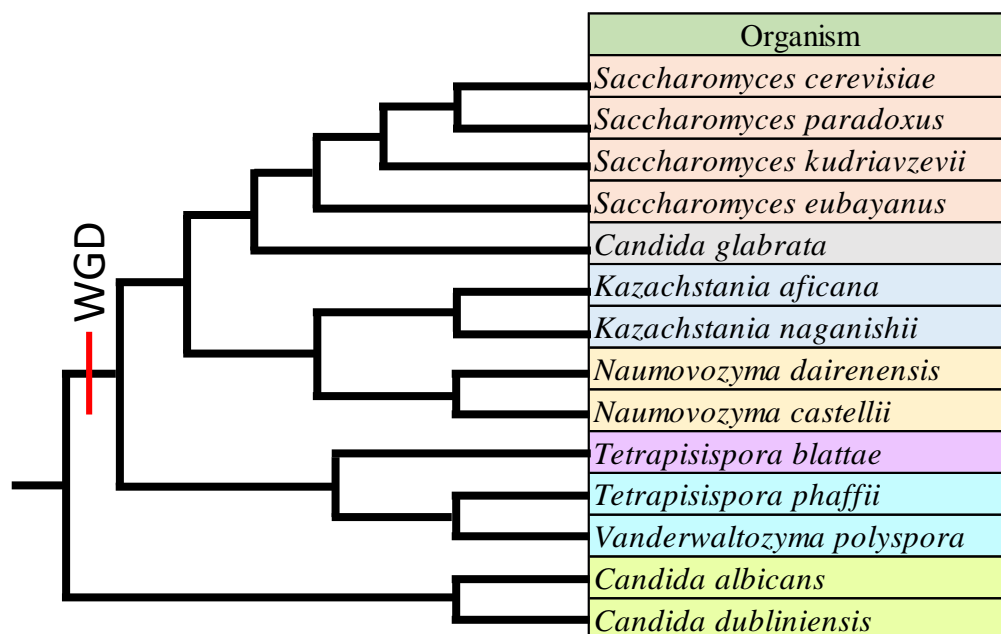 Organism
Saccharomyces cerevisiae
Saccharomyces paradoxus
Saccharomyces kudriavzevii
Saccharomyces eubayanus
Candida glabrata
Kazachstania aficana
Kazachstania naganishii
Naumovozyma dairenensis
Naumovozyma castellii
Tetrapisispora blattae
Tetrapisispora phaffii
Vanderwaltozyma polyspora
Candida albicans
Candida dubliniensis
WGD